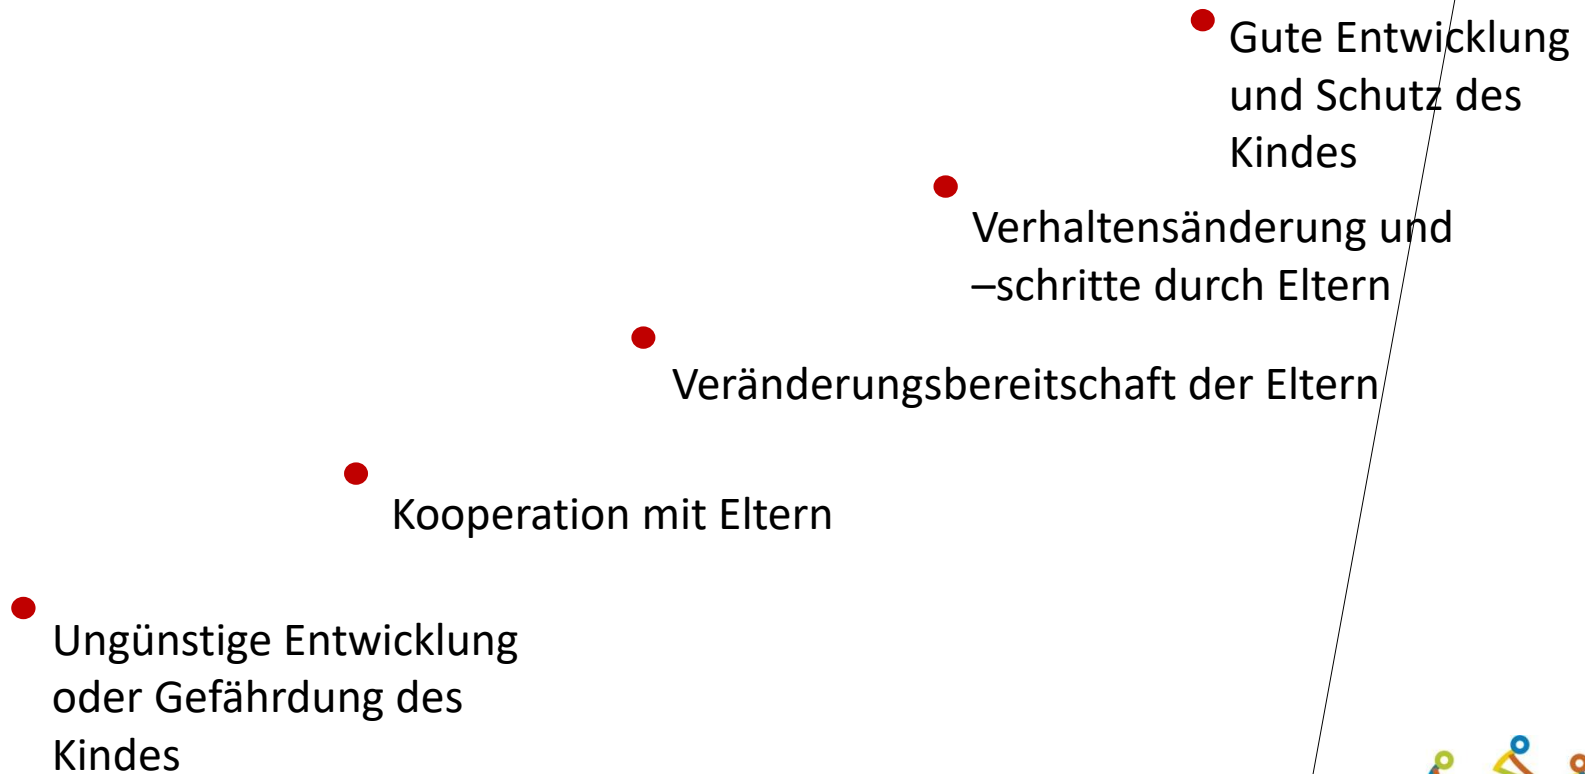 Gute Entwicklung
und Schutz des
Kindes
Verhaltensänderung und
–schritte durch Eltern
Veränderungsbereitschaft der Eltern
Kooperation mit Eltern
Ungünstige Entwicklung
oder Gefährdung des
Kindes